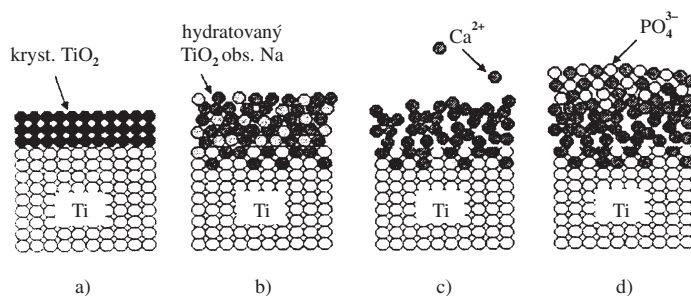 kryst. TiO₂
hydratovaný
TiO₂ obs. Na
Ca²⁺
PO₄³⁻
Ti
Ti
Ti
Ti
a)
b)
c)
d)